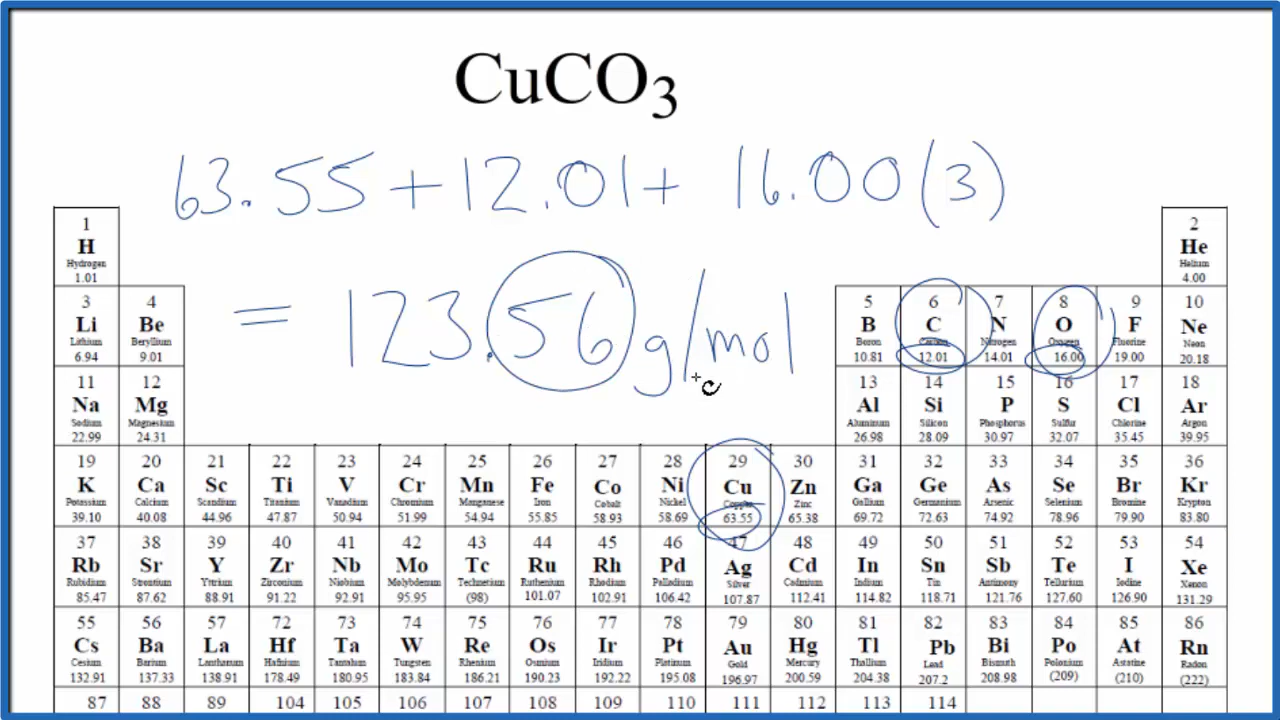 CuCO3
63.55 + 12.01 + 16.00 (3)
= 123.56 g/mol
1 2
H He
Hydrogen Helium
1.01 4.00
3 4 5 6 7 8 9 10
Li Be B C N O F Ne
Lithium Beryllium Boron Carbon Nitrogen Oxygen Fluorine Neon
6.94 9.01 10.81 12.01 14.01 16.00 19.00 20.18
11 12 13 14 15 16 17 18
Na Mg Al Si P S Cl Ar
Sodium Magnesium Aluminum Silicon Phosphorus Sulfur Chlorine Argon
22.99 24.31 26.98 28.09 30.97 32.07 35.45 39.95
19 20 21 22 23 24 25 26 27 28 29 30 31 32 33 34 35 36
K Ca Sc Ti V Cr Mn Fe Co Ni Cu Zn Ga Ge As Se Br Kr
Potassium Calcium Scandium Titanium Vanadium Chromium Manganese Iron Cobalt Nickel Copper Zinc Gallium Germanium Arsenic Selenium Bromine Krypton
39.10 40.08 44.96 47.87 50.94 51.99 54.94 55.85 58.93 58.69 63.55 65.38 69.72 72.63 74.92 78.96 79.90 83.80
37 38 39 40 41 42 43 44 45 46 47 48 49 50 51 52 53 54
Rb Sr Y Zr Nb Mo Tc Ru Rh Pd Ag Cd In Sn Sb Te I Xe
Rubidium Strontium Yttrium Zirconium Niobium Molybdenum Technetium Ruthenium Rhodium Palladium Silver Cadmium Indium Tin Antimony Tellurium Iodine Xenon
85.47 87.62 88.91 91.22 92.91 95.95 (98) 101.07 102.91 106.42 107.87 112.41 114.82 118.71 121.76 127.60 126.90 131.29
55 56 57 72 73 74 75 76 77 78 79 80 81 82 83 84 85 86
Cs Ba La Hf Ta W Re Os Ir Pt Au Hg Tl Pb Bi Po At Rn
Cesium Barium Lanthanum Hafnium Tantalum Tungsten Rhenium Osmium Iridium Platinum Gold Mercury Thallium Lead Bismuth Polonium Astatine Radon
132.91 137.33 138.91 178.49 180.95 183.84 186.21 190.23 192.22 195.08 196.97 200.59 204.38 207.2 208.98 (209) (210) (222)
87 88 89 104 105 106 107 108 109 110 111 112 113 114